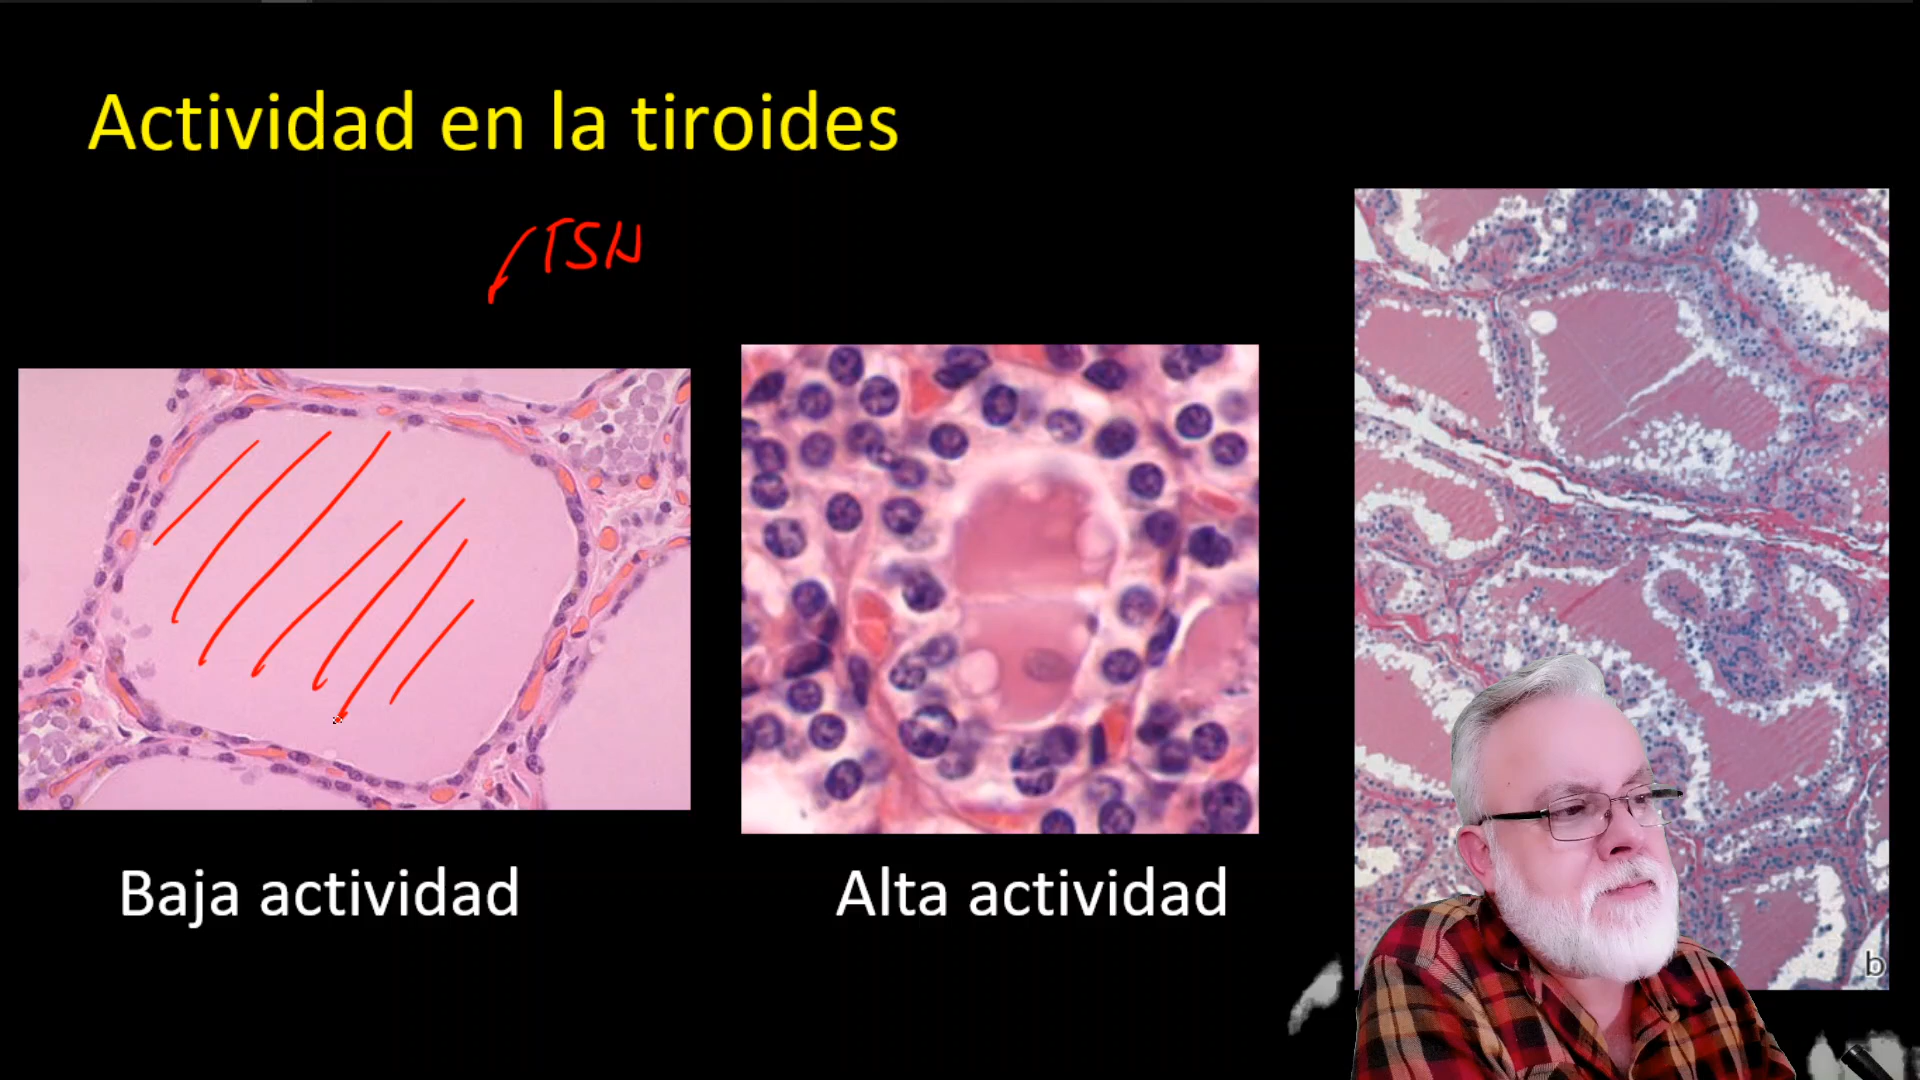 Actividad en la tiroides
TSH
Baja actividad
Alta actividad
b